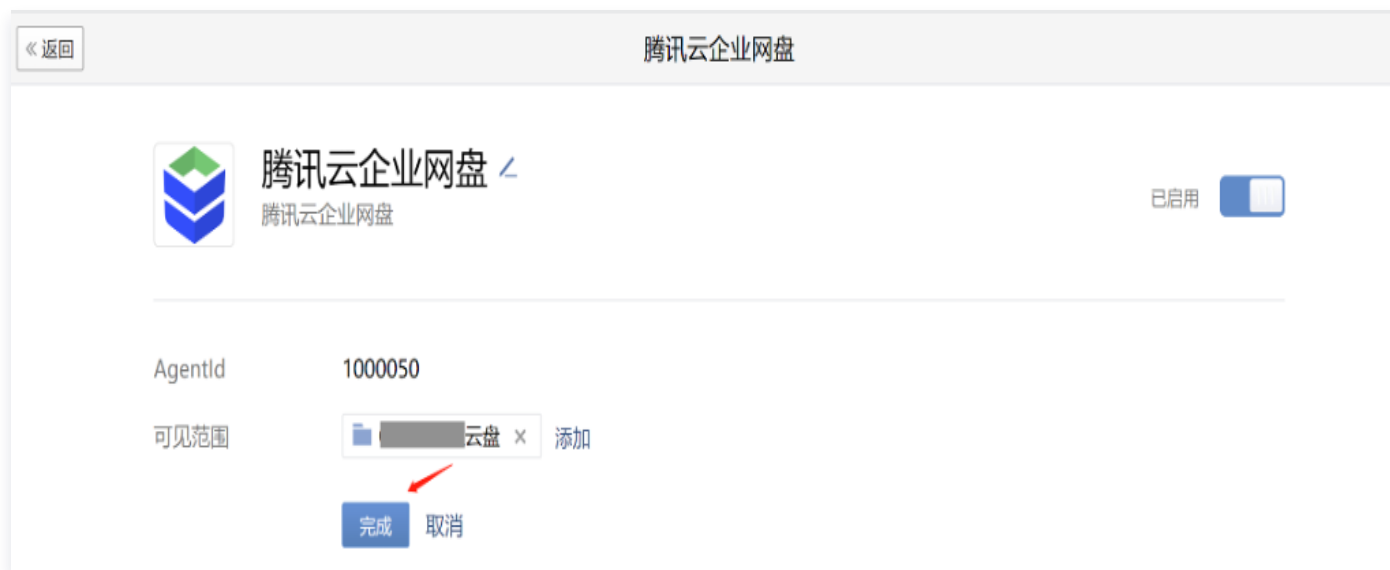 《返回
腾讯云企业网盘
腾讯云企业网盘
腾讯云企业网盘
已启用
AgentId 1000050
可见范围 云盘 × 添加
完成 取消